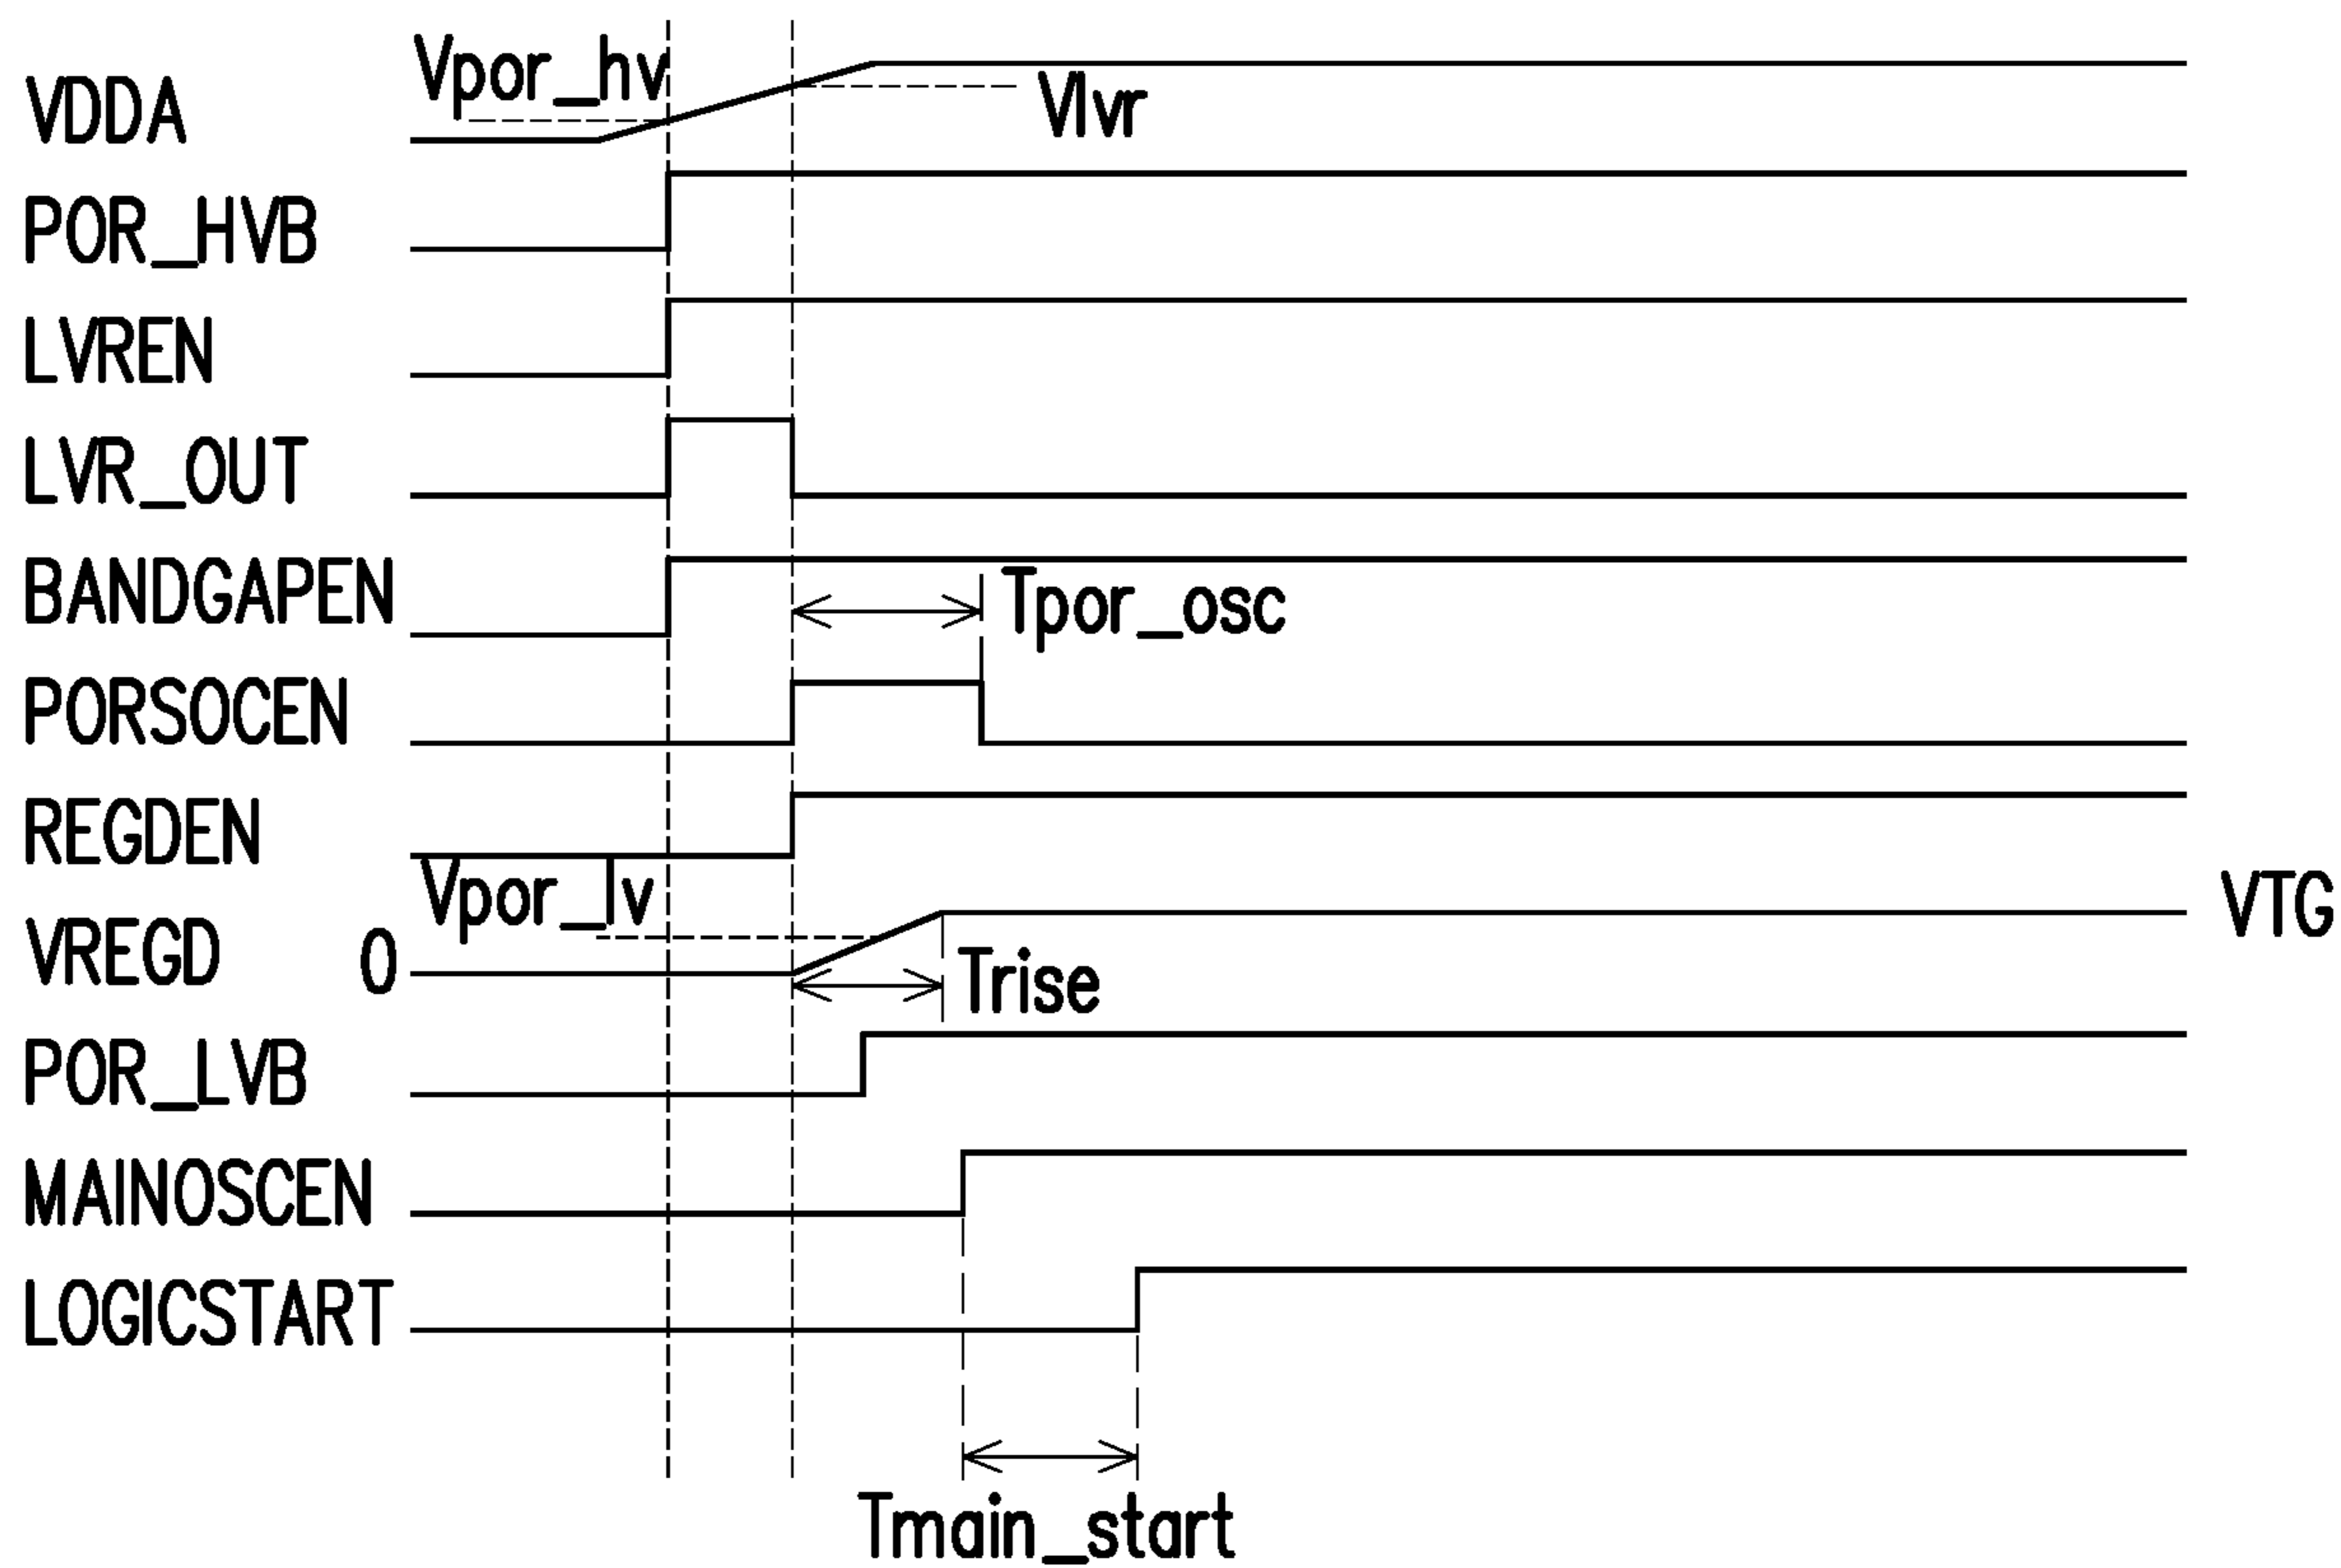 VDDA Vpor_hv Vlvr
POR_HVB
LVREN
LVR_OUT
BANDGAPEN Tpor_osc
PORSOCEN
REGDEN
Vpor_lv VTG
VREGD 0 Trise
POR_LVB
MAINOSCEN
LOGICSTART
Tmain_start